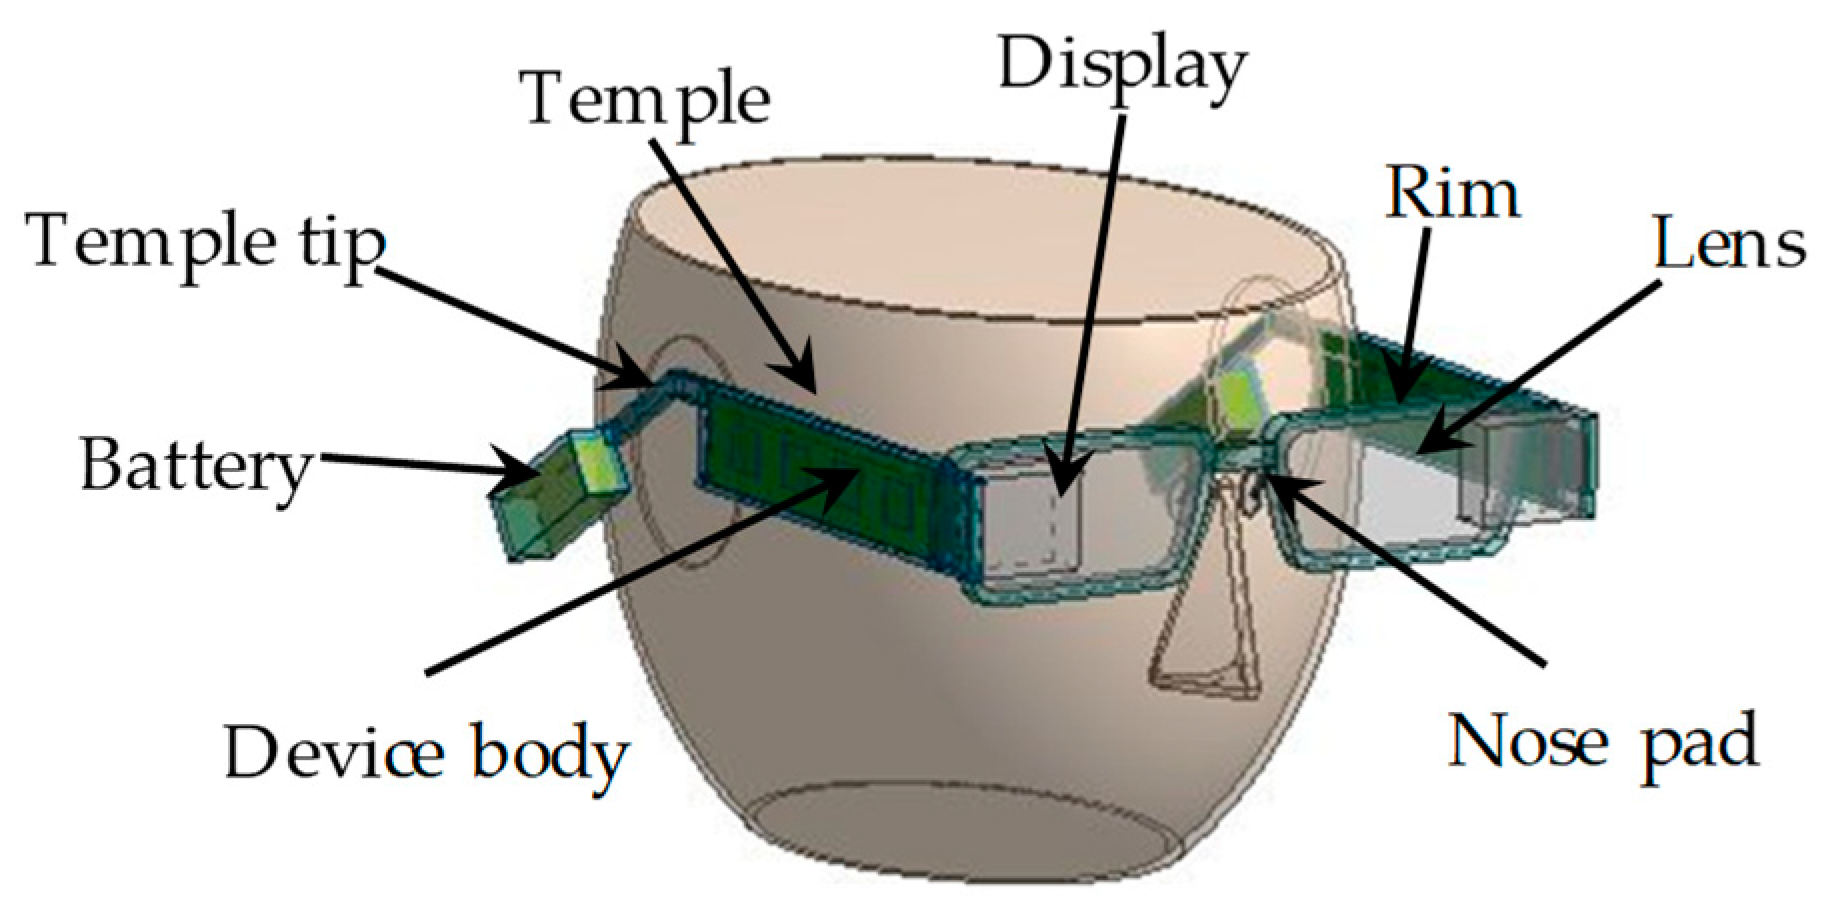 Display
Temple
Rim
Temple tip
Lens
Battery
Device body
Nose pad